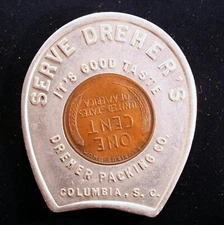 SERVE DREHER'S
IT'S GOOD TASTE
UNITED STATES
OF AMERICA
ONE
CENT
DREHER PACKING CO.
COLUMBIA, S. C.